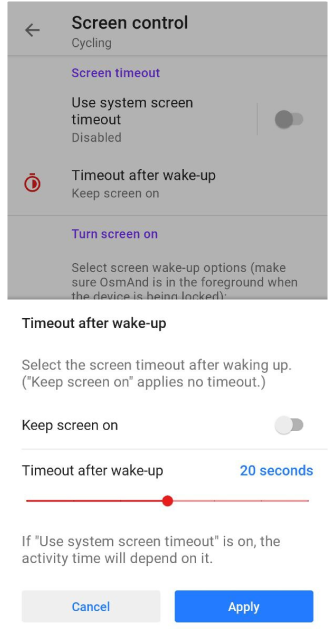 Screen control
Cycling
Screen timeout
Use system screen
timeout
Disabled
Timeout after wake-up
Keep screen on
Turn screen on
Select screen wake-up options (make
sure OsmAnd is in the foreground when
the device is being locked):
Timeout after wake-up
Select the screen timeout after waking up.
("Keep screen on" applies no timeout.)
Keep screen on
Timeout after wake-up
20 seconds
If "Use system screen timeout" is on, the
activity time will depend on it.
Cancel
Apply